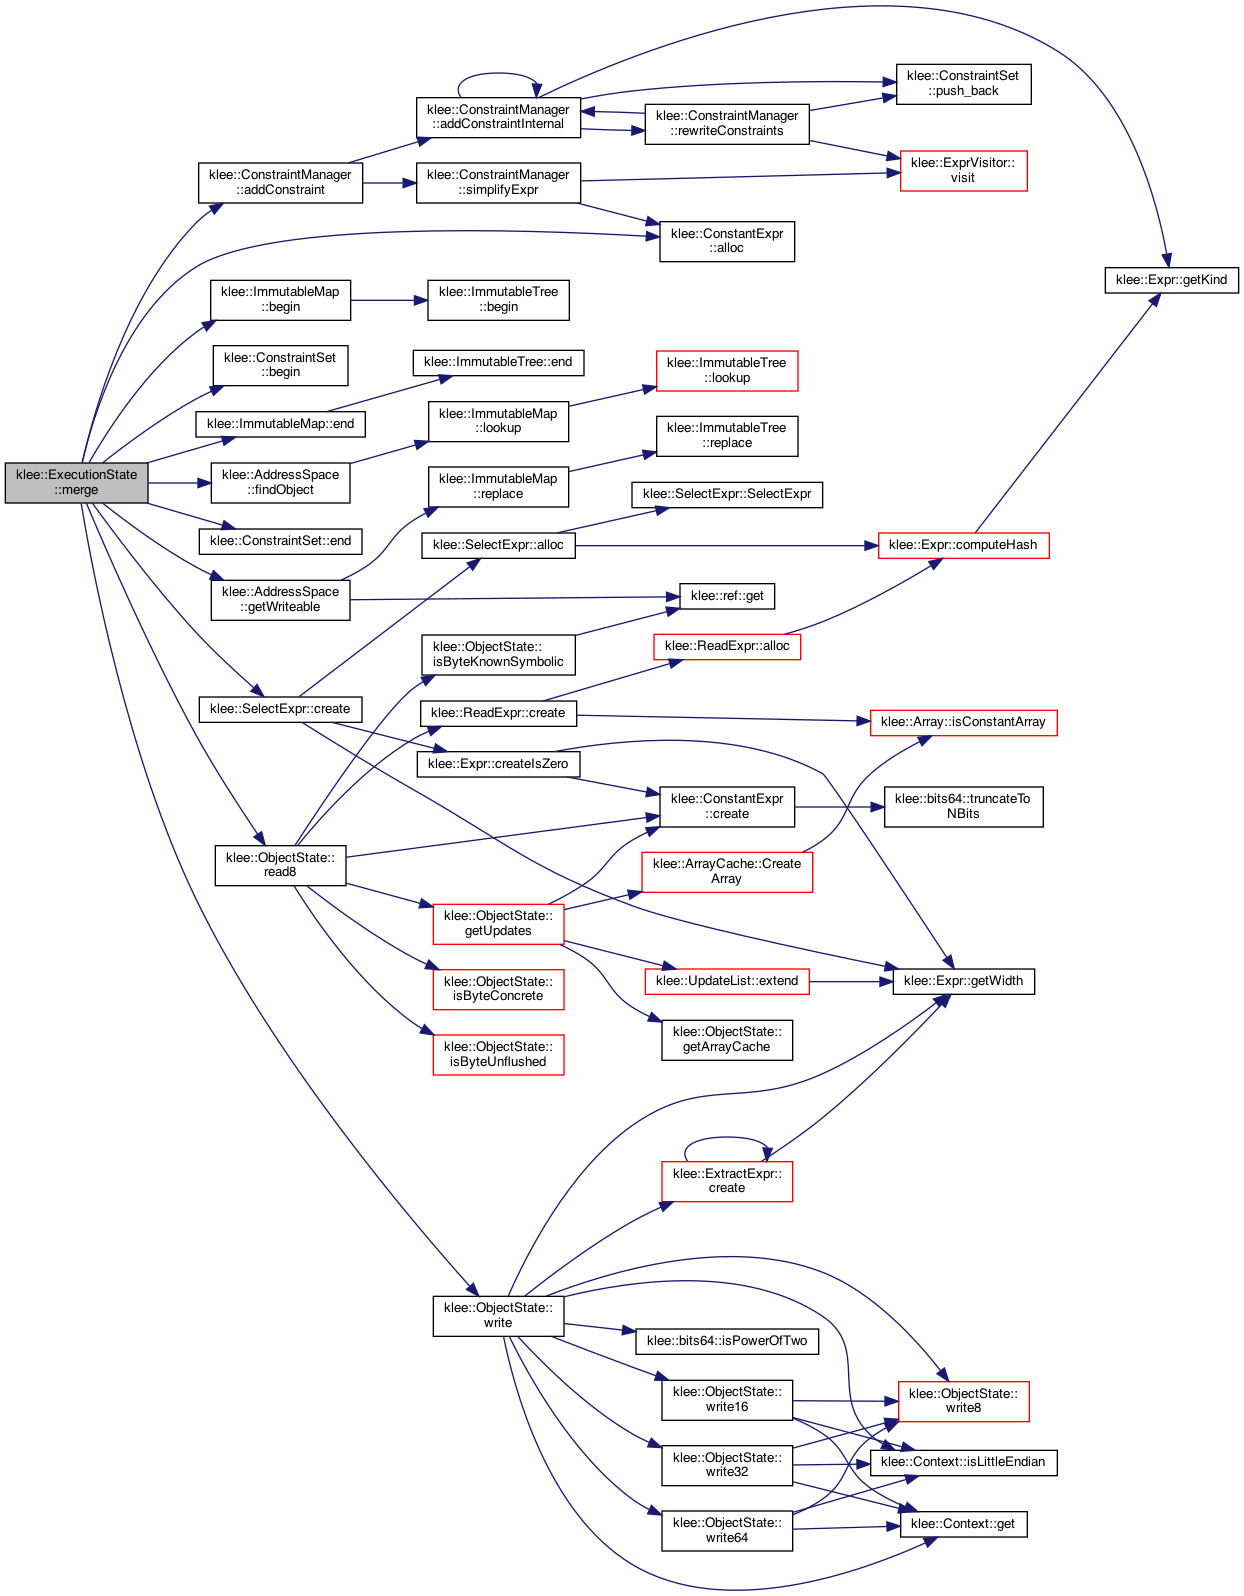 klee::ExecutionState
::merge
klee::ConstraintManager
::addConstraint
klee::ConstraintManager
::addConstraintInternal
klee::ConstraintManager
::simplifyExpr
klee::ConstraintManager
::rewriteConstraints
klee::ConstraintSet
::push_back
klee::ExprVisitor::
visit
klee::ConstantExpr
::alloc
klee::Expr::getKind
klee::ImmutableMap
::begin
klee::ImmutableTree
::begin
klee::ConstraintSet
::begin
klee::ImmutableMap::end
klee::ImmutableTree::end
klee::AddressSpace
::findObject
klee::ImmutableMap
::lookup
klee::ImmutableTree
::lookup
klee::ConstraintSet::end
klee::AddressSpace
::getWriteable
klee::ImmutableMap
::replace
klee::ImmutableTree
::replace
klee::SelectExpr::create
klee::SelectExpr::alloc
klee::SelectExpr::SelectExpr
klee::Expr::computeHash
klee::ref::get
klee::ObjectState::
isByteKnownSymbolic
klee::ReadExpr::alloc
klee::ReadExpr::create
klee::Array::isConstantArray
klee::Expr::createIsZero
klee::ConstantExpr
::create
klee::bits64::truncateTo
NBits
klee::ObjectState::
read8
klee::ArrayCache::Create
Array
klee::ObjectState::
getUpdates
klee::UpdateList::extend
klee::Expr::getWidth
klee::ObjectState::
isByteConcrete
klee::ObjectState::
getArrayCache
klee::ObjectState::
isByteUnflushed
klee::ExtractExpr::
create
klee::ObjectState::
write
klee::bits64::isPowerOfTwo
klee::ObjectState::
write16
klee::ObjectState::
write8
klee::ObjectState::
write32
klee::Context::isLittleEndian
klee::ObjectState::
write64
klee::Context::get